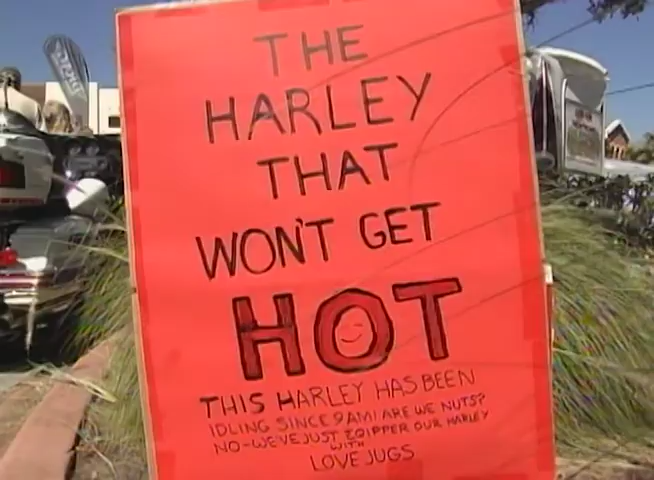 THE
HARLEY
THAT
WON'T GET
HOT
THIS HARLEY HAS BEEN
IDLING SINCE 9AM! ARE WE NUTS?
NO-WE'VE JUST EQIPPER OUR HARLEY
WITH
LOVE JUGS